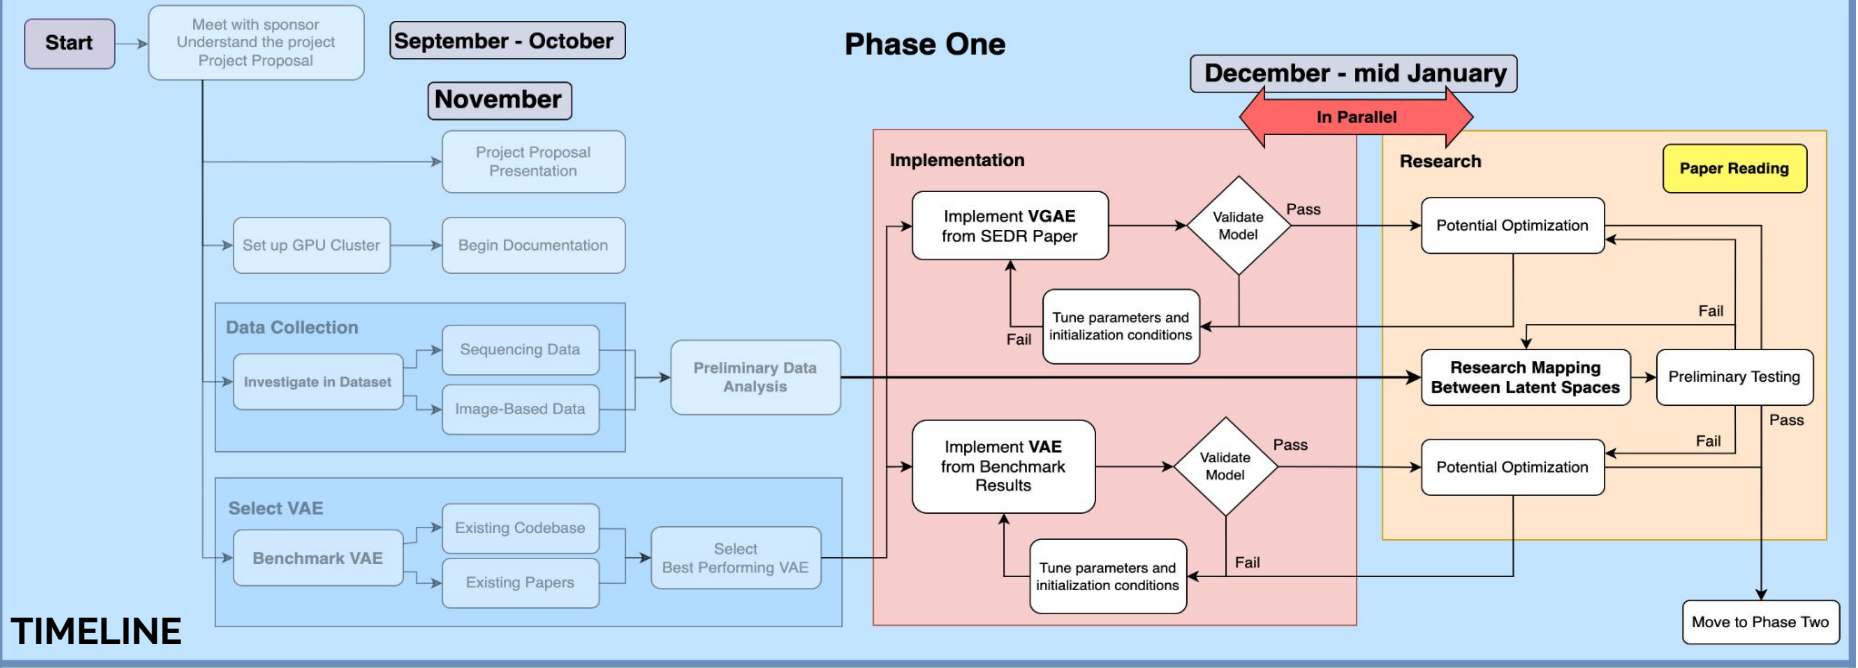 Start
Meet with sponsor
Understand the project
Project Proposal
September - October
Phase One
November
December - mid January
In Parallel
Project Proposal
Presentation
Set up GPU Cluster
Begin Documentation
Data Collection
Investigate in Dataset
Sequencing Data
Image-Based Data
Preliminary Data
Analysis
Select VAE
Benchmark VAE
Existing Codebase
Existing Papers
Select
Best Performing VAE
Implementation
Implement VGAE
from SEDR Paper
Validate
Model
Pass
Tune parameters and
initialization conditions
Fail
Implement VAE
from Benchmark
Results
Validate
Model
Pass
Tune parameters and
initialization conditions
Fail
Research
Paper Reading
Potential Optimization
Fail
Research Mapping
Between Latent Spaces
Preliminary Testing
Pass
Fail
Potential Optimization
Move to Phase Two
TIMELINE